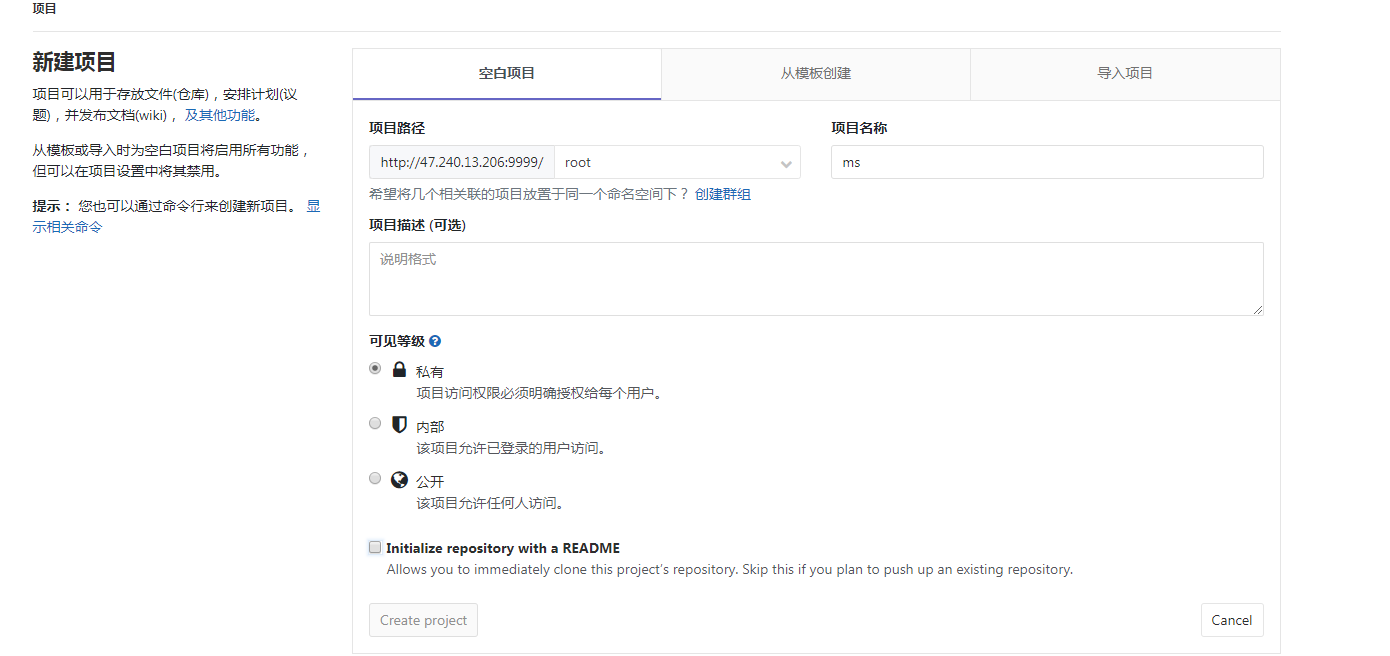 项目
新建项目
项目可以用于存放文件(仓库)，安排计划(议
题)，并发布文档(wiki)， 及其他功能。
从模板或导入时为空白项目将启用所有功能，
但可以在项目设置中将其禁用。
提示： 您也可以通过命令行来创建新项目。 显
示相关命令
空白项目
从模板创建
导入项目
项目路径
项目名称
http://47.240.13.206:9999/
root
ms
希望将几个相关联的项目放置于同一个命名空间下？ 创建群组
项目描述 (可选)
说明格式
可见等级 ?
私有
项目访问权限必须明确授权给每个用户。
内部
该项目允许已登录的用户访问。
公开
该项目允许任何人访问。
Initialize repository with a README
Allows you to immediately clone this project’s repository. Skip this if you plan to push up an existing repository.
Create project
Cancel